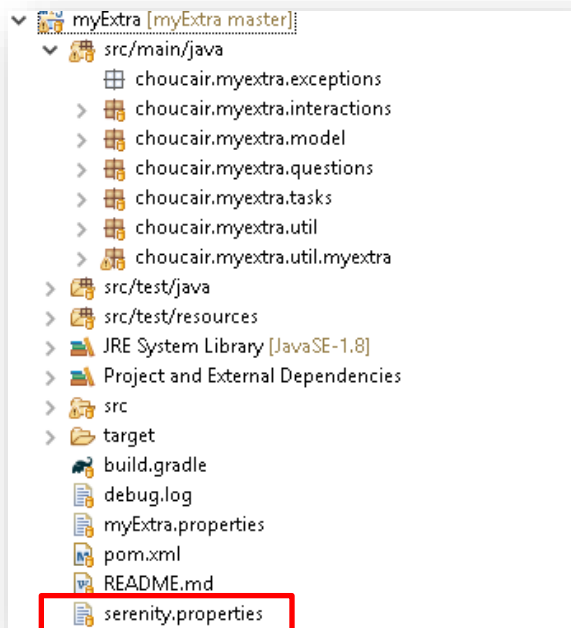 myExtra [myExtra master]
src/main/java
choucair.myextra.exceptions
choucair.myextra.interactions
choucair.myextra.model
choucair.myextra.questions
choucair.myextra.tasks
choucair.myextra.util
choucair.myextra.util.myextra
src/test/java
src/test/resources
JRE System Library [JavaSE-1.8]
Project and External Dependencies
src
target
build.gradle
debug.log
myExtra.properties
pom.xml
README.md
serenity.properties